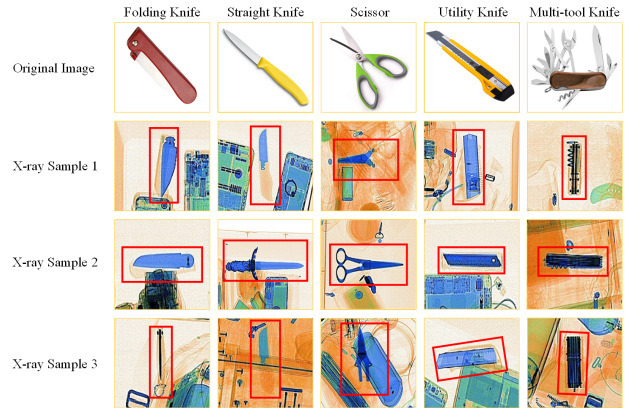 Folding Knife Straight Knife Scissor Utility Knife Multi-tool Knife
Original Image
X-ray Sample 1
X-ray Sample 2
X-ray Sample 3